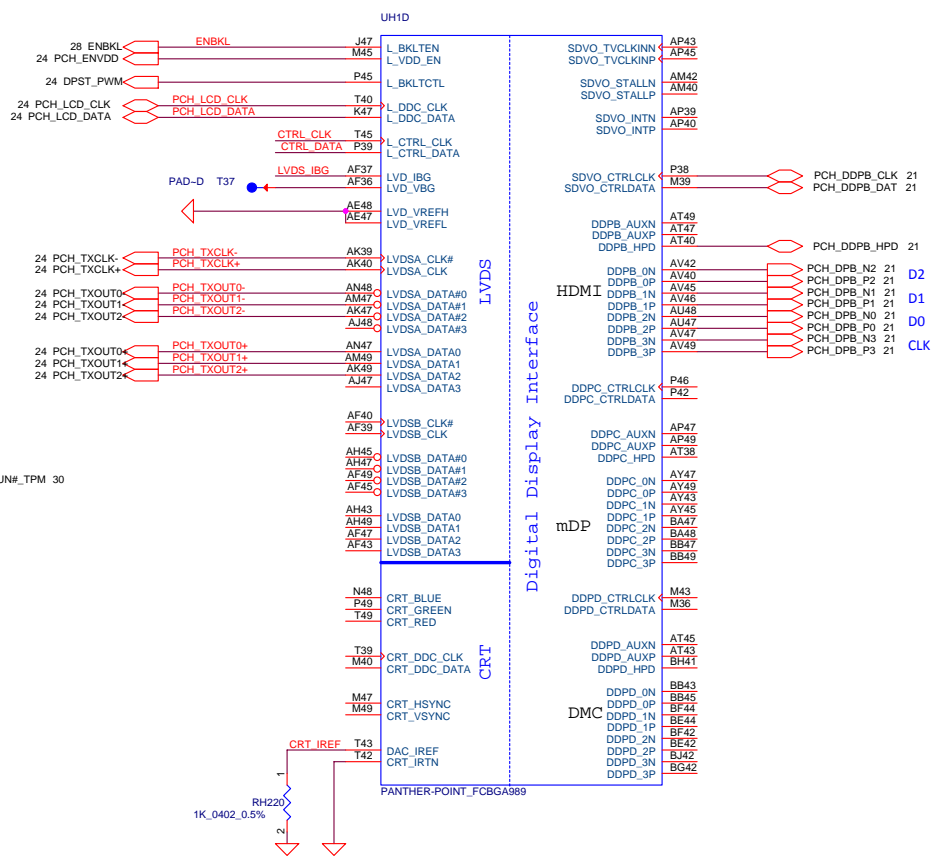 UH1D
28 ENBKL ENBKL J47 L_BKLTEN
24 PCH_ENVDD M45 L_VDD_EN
24 DPST_PWM P45 L_BKLTCTL
24 PCH_LCD_CLK PCH_LCD_CLK T40 L_DDC_CLK
24 PCH_LCD_DATA PCH_LCD_DATA K47 L_DDC_DATA
CTRL_CLK T45 L_CTRL_CLK
CTRL_DATA P39 L_CTRL_DATA
LVDS_IBG AF37 LVD_IBG
PAD~D T37 AF36 LVD_VBG
AE48 LVD_VREFH
AE47 LVD_VREFL
24 PCH_TXCLK- PCH_TXCLK- AK39 LVDSA_CLK#
24 PCH_TXCLK+ PCH_TXCLK+ AK40 LVDSA_CLK
24 PCH_TXOUT0- PCH_TXOUT0- AN48 LVDSA_DATA#0
24 PCH_TXOUT1- PCH_TXOUT1- AM47 LVDSA_DATA#1
24 PCH_TXOUT2- PCH_TXOUT2- AK47 LVDSA_DATA#2
AJ48 LVDSA_DATA#3
24 PCH_TXOUT0+ PCH_TXOUT0+ AN47 LVDSA_DATA0
24 PCH_TXOUT1+ PCH_TXOUT1+ AM49 LVDSA_DATA1
24 PCH_TXOUT2+ PCH_TXOUT2+ AK49 LVDSA_DATA2
AJ47 LVDSA_DATA3
AF40 LVDSB_CLK#
AF39 LVDSB_CLK
AH45 LVDSB_DATA#0
AH47 LVDSB_DATA#1
AF49 LVDSB_DATA#2
AF45 LVDSB_DATA#3
UN#_TPM 30
AH43 LVDSB_DATA0
AH49 LVDSB_DATA1
AF47 LVDSB_DATA2
AF43 LVDSB_DATA3
LVDS
N48 CRT_BLUE
P49 CRT_GREEN
T49 CRT_RED
T39 CRT_DDC_CLK
M40 CRT_DDC_DATA
M47 CRT_HSYNC
M49 CRT_VSYNC
CRT_IREF T43 DAC_IREF
T42 CRT_IRTN
CRT
1
RH220
1K_0402_0.5%
2
PANTHER-POINT_FCBGA989
Digital Display Interface
SDVO_TVCLKINN AP43
SDVO_TVCLKINP AP45
SDVO_STALLN AM42
SDVO_STALLP AM40
SDVO_INTN AP39
SDVO_INTP AP40
SDVO_CTRLCLK P38 PCH_DDPB_CLK 21
SDVO_CTRLDATA M39 PCH_DDPB_DAT 21
DDPB_AUXN AT49
DDPB_AUXP AT47
DDPB_HPD AT40 PCH_DDPB_HPD 21
HDMI
DDPB_0N AV42 PCH_DPB_N2 21 D2
DDPB_0P AV40 PCH_DPB_P2 21
DDPB_1N AV45 PCH_DPB_N1 21 D1
DDPB_1P AV46 PCH_DPB_P1 21
DDPB_2N AU48 PCH_DPB_N0 21 D0
DDPB_2P AU47 PCH_DPB_P0 21
DDPB_3N AV47 PCH_DPB_N3 21 CLK
DDPB_3P AV49 PCH_DPB_P3 21
DDPC_CTRLCLK P46
DDPC_CTRLDATA P42
DDPC_AUXN AP47
DDPC_AUXP AP49
DDPC_HPD AT38
mDP
DDPC_0N AY47
DDPC_0P AY49
DDPC_1N AY43
DDPC_1P AY45
DDPC_2N BA47
DDPC_2P BA48
DDPC_3N BB47
DDPC_3P BB49
DDPD_CTRLCLK M43
DDPD_CTRLDATA M36
DDPD_AUXN AT45
DDPD_AUXP AT43
DDPD_HPD BH41
DMC
DDPD_0N BB43
DDPD_0P BB45
DDPD_1N BF44
DDPD_1P BE44
DDPD_2N BF42
DDPD_2P BE42
DDPD_3N BJ42
DDPD_3P BG42